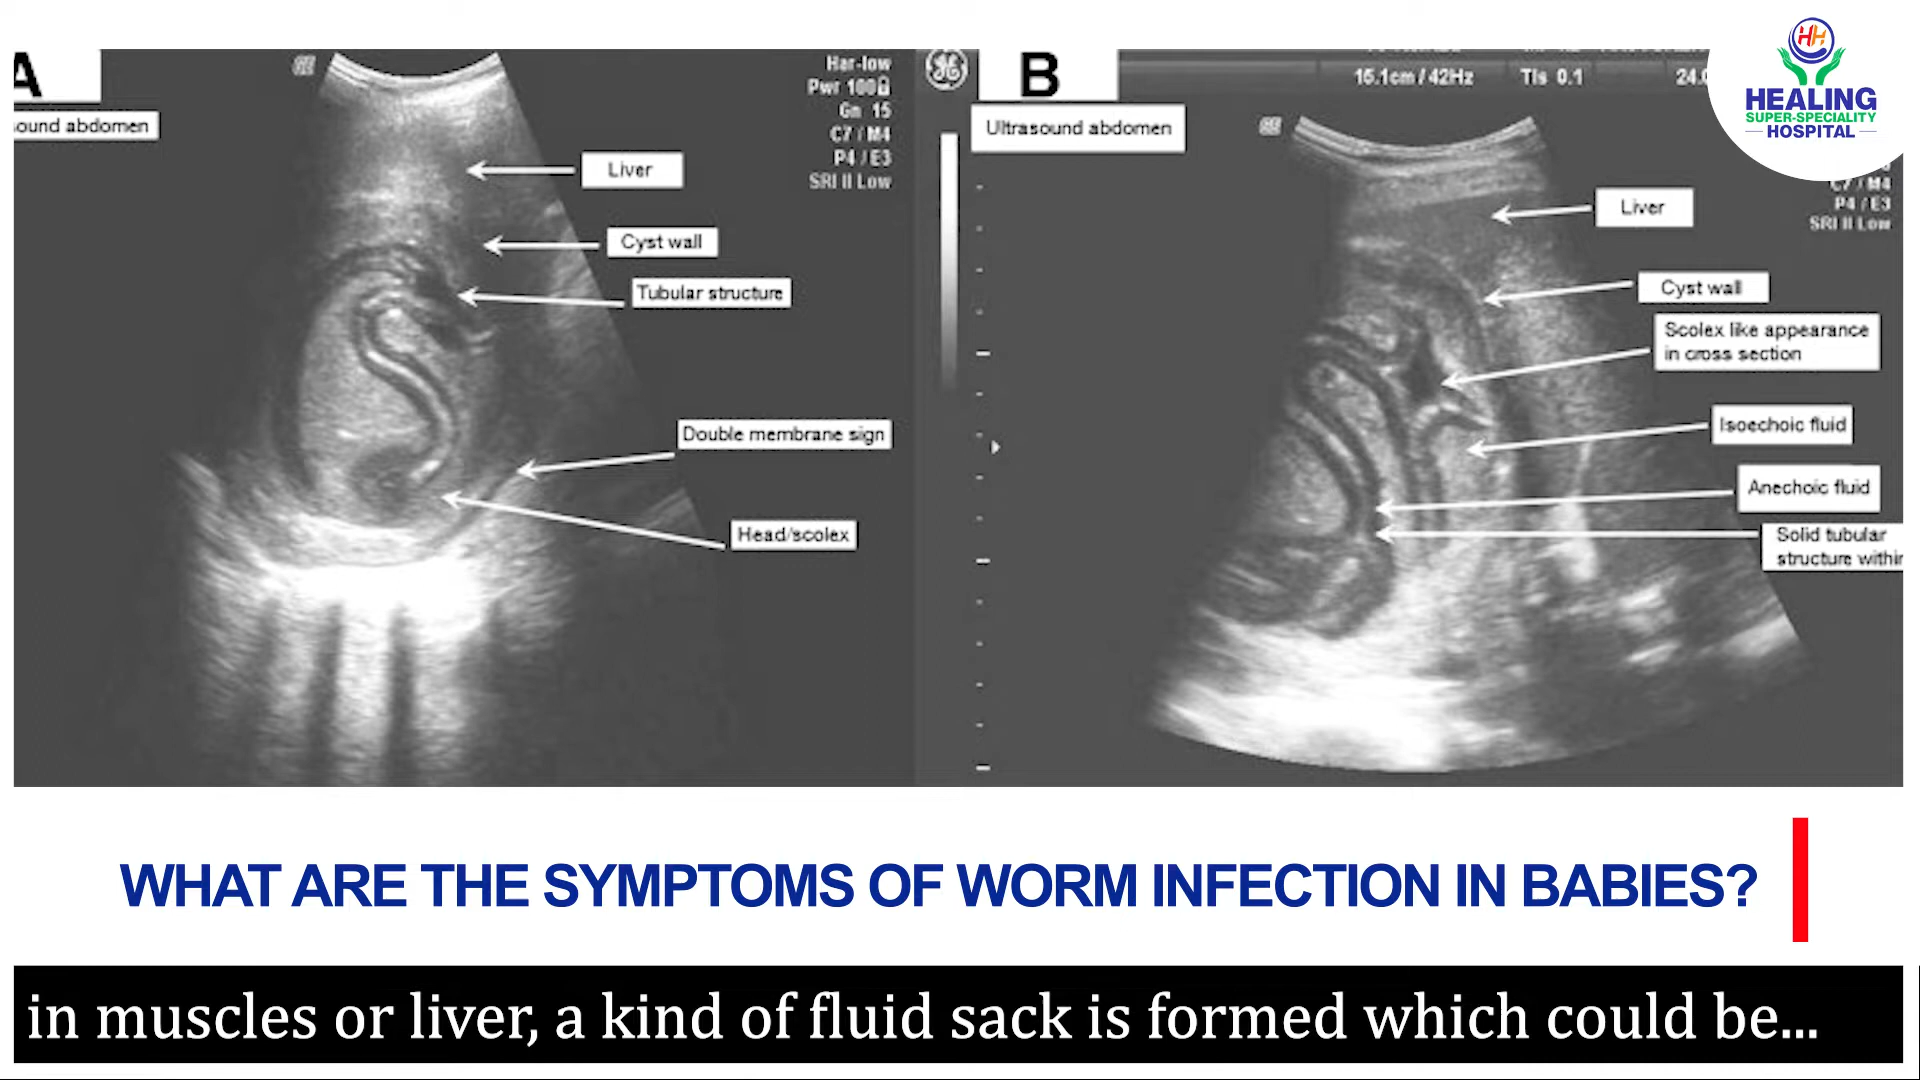 A
ound abdomen
Har-low
Pwr 100
Gn 15
C7 / M4
P4 / E3
SRI II Low
Liver
Cyst wall
Tubular structure
Double membrane sign
Head/scolex
B
Ultrasound abdomen
15.1cm / 42Hz
TIs 0.1
24.0
C7 / M4
P4 / E3
SRI II Low
Liver
Cyst wall
Scolex like appearance
in cross section
Isoechoic fluid
Anechoic fluid
Solid tubular
structure within
HH
HEALING
SUPER-SPECIALITY
HOSPITAL
WHAT ARE THE SYMPTOMS OF WORM INFECTION IN BABIES?
in muscles or liver, a kind of fluid sack is formed which could be...